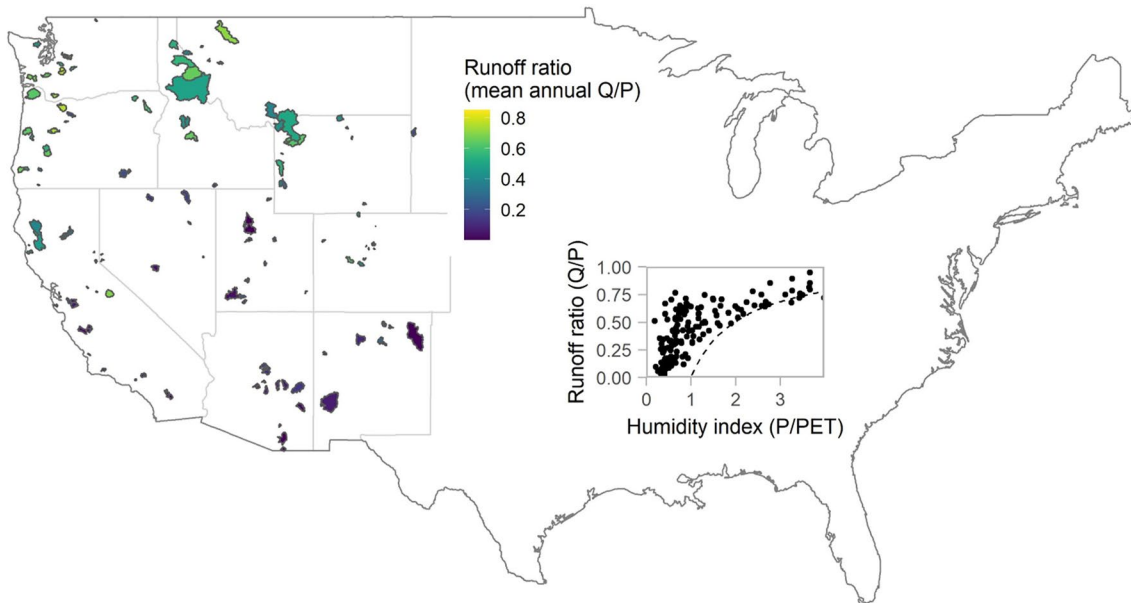 Runoff ratio
(mean annual Q/P)
0.8
0.6
0.4
0.2
Runoff ratio (Q/P)
1.00
0.75
0.50
0.25
0.00
0 1 2 3
Humidity index (P/PET)